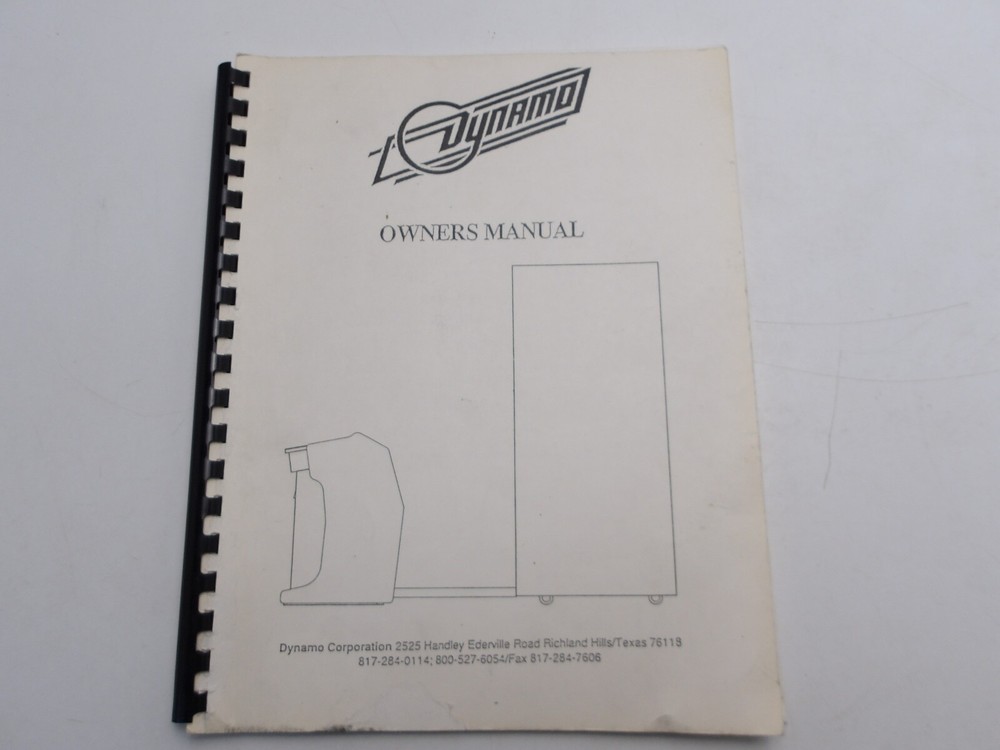 DYNAMO
OWNERS MANUAL
Dynamo Corporation 2525 Handley Ederville Road Richland Hills/Texas 76118
817-284-0114; 800-527-6054/Fax 817-284-7606